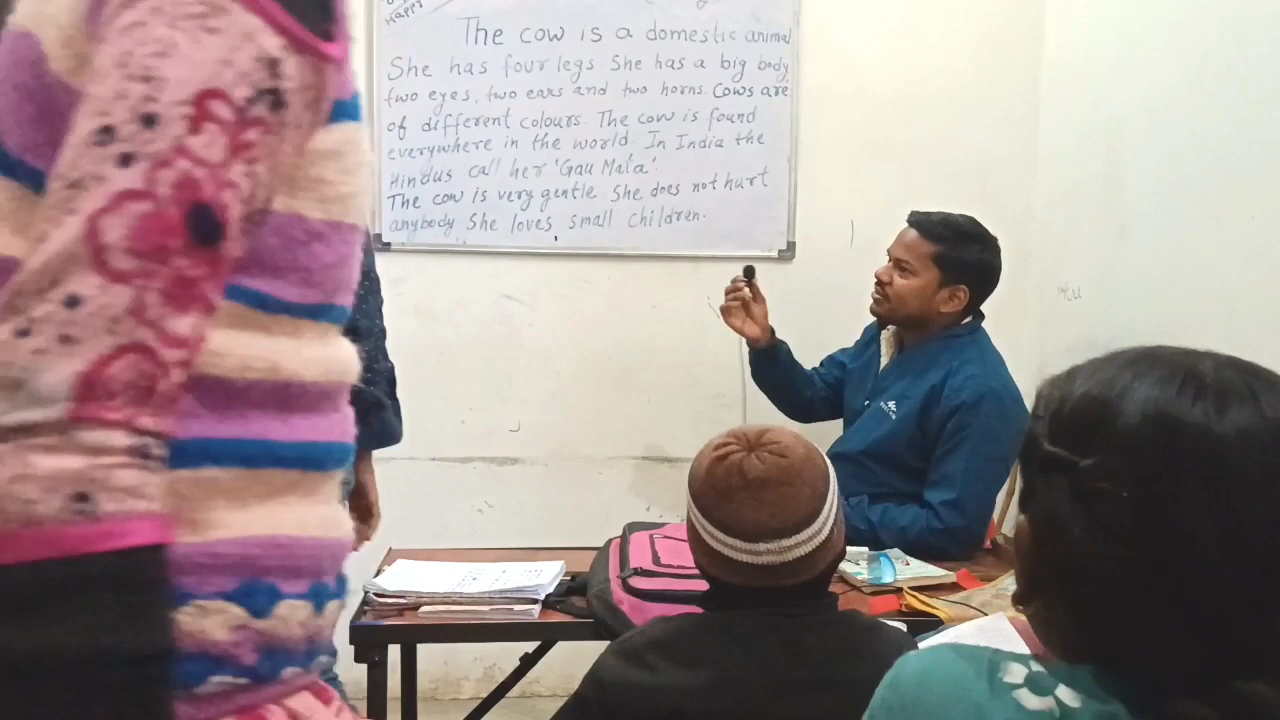 Happy
The cow is a domestic animal
She has four legs. She has a big body,
two eyes, two ears and two horns. Cows are
of different colours. The cow is found
everywhere in the world. In India the
Hindus call her 'Gau Mata'.
The cow is very gentle. She does not hurt
anybody. She loves small children.